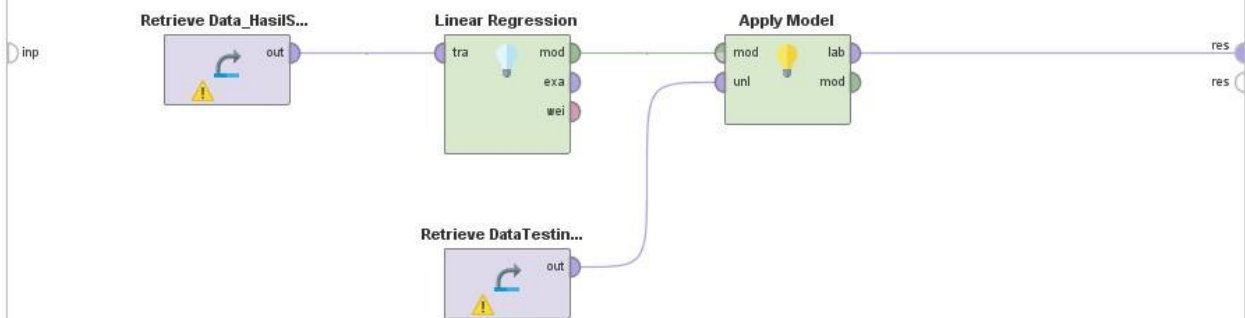 Retrieve Data_HasilS...
Linear Regression
Apply Model
inp
out
tra
mod
exa
wei
mod
unl
lab
mod
res
res
Retrieve DataTestin...
out